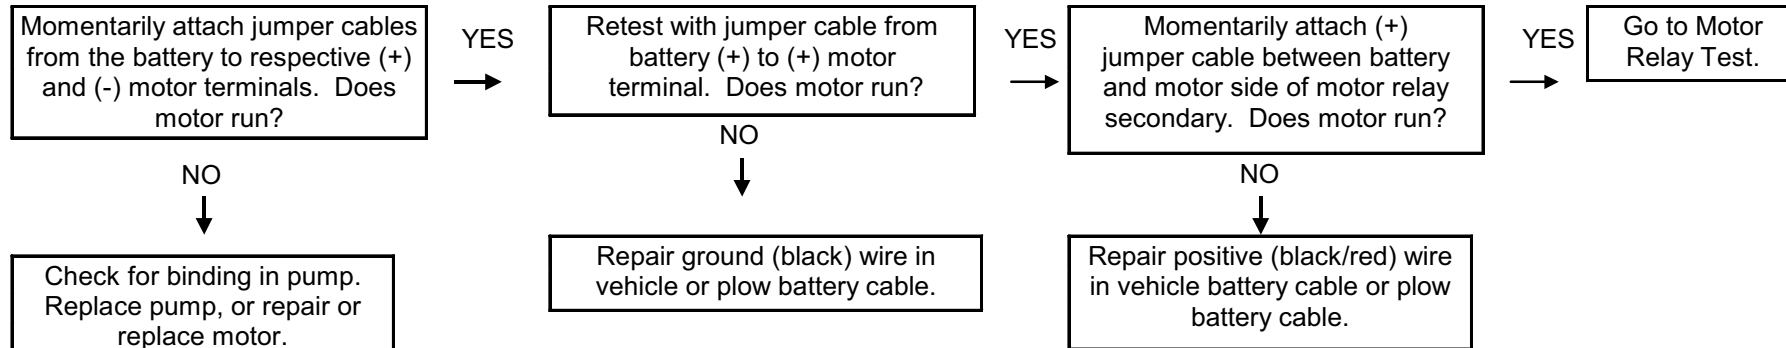 Momentarily attach jumper cables
from the battery to respective (+)
and (-) motor terminals.  Does
motor run?
YES
Retest with jumper cable from
battery (+) to (+) motor
terminal.  Does motor run?
YES
Momentarily attach (+)
jumper cable between battery
and motor side of motor relay
secondary.  Does motor run?
YES
Go to Motor
Relay Test.
NO
NO
NO
Check for binding in pump.
Replace pump, or repair or
replace motor.
Repair ground (black) wire in
vehicle or plow battery cable.
Repair positive (black/red) wire
in vehicle battery cable or plow
battery cable.